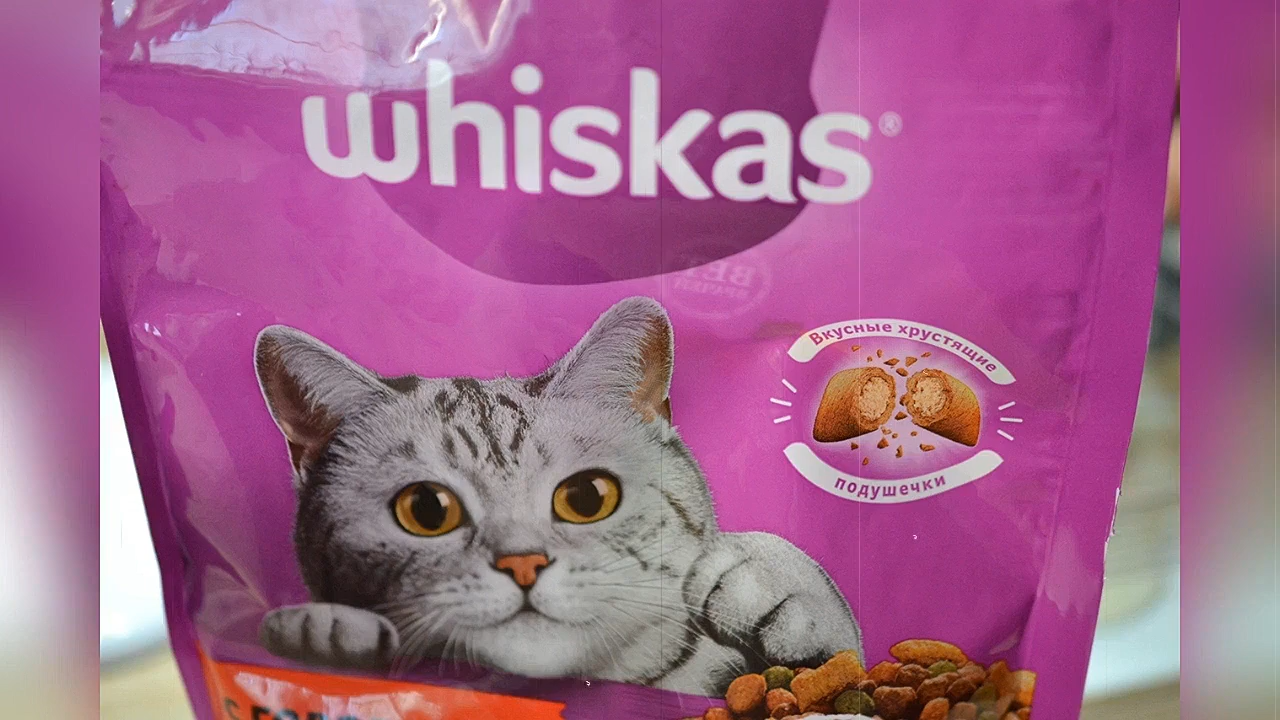 whiskas®
Вкусные хрустящие
подушечки